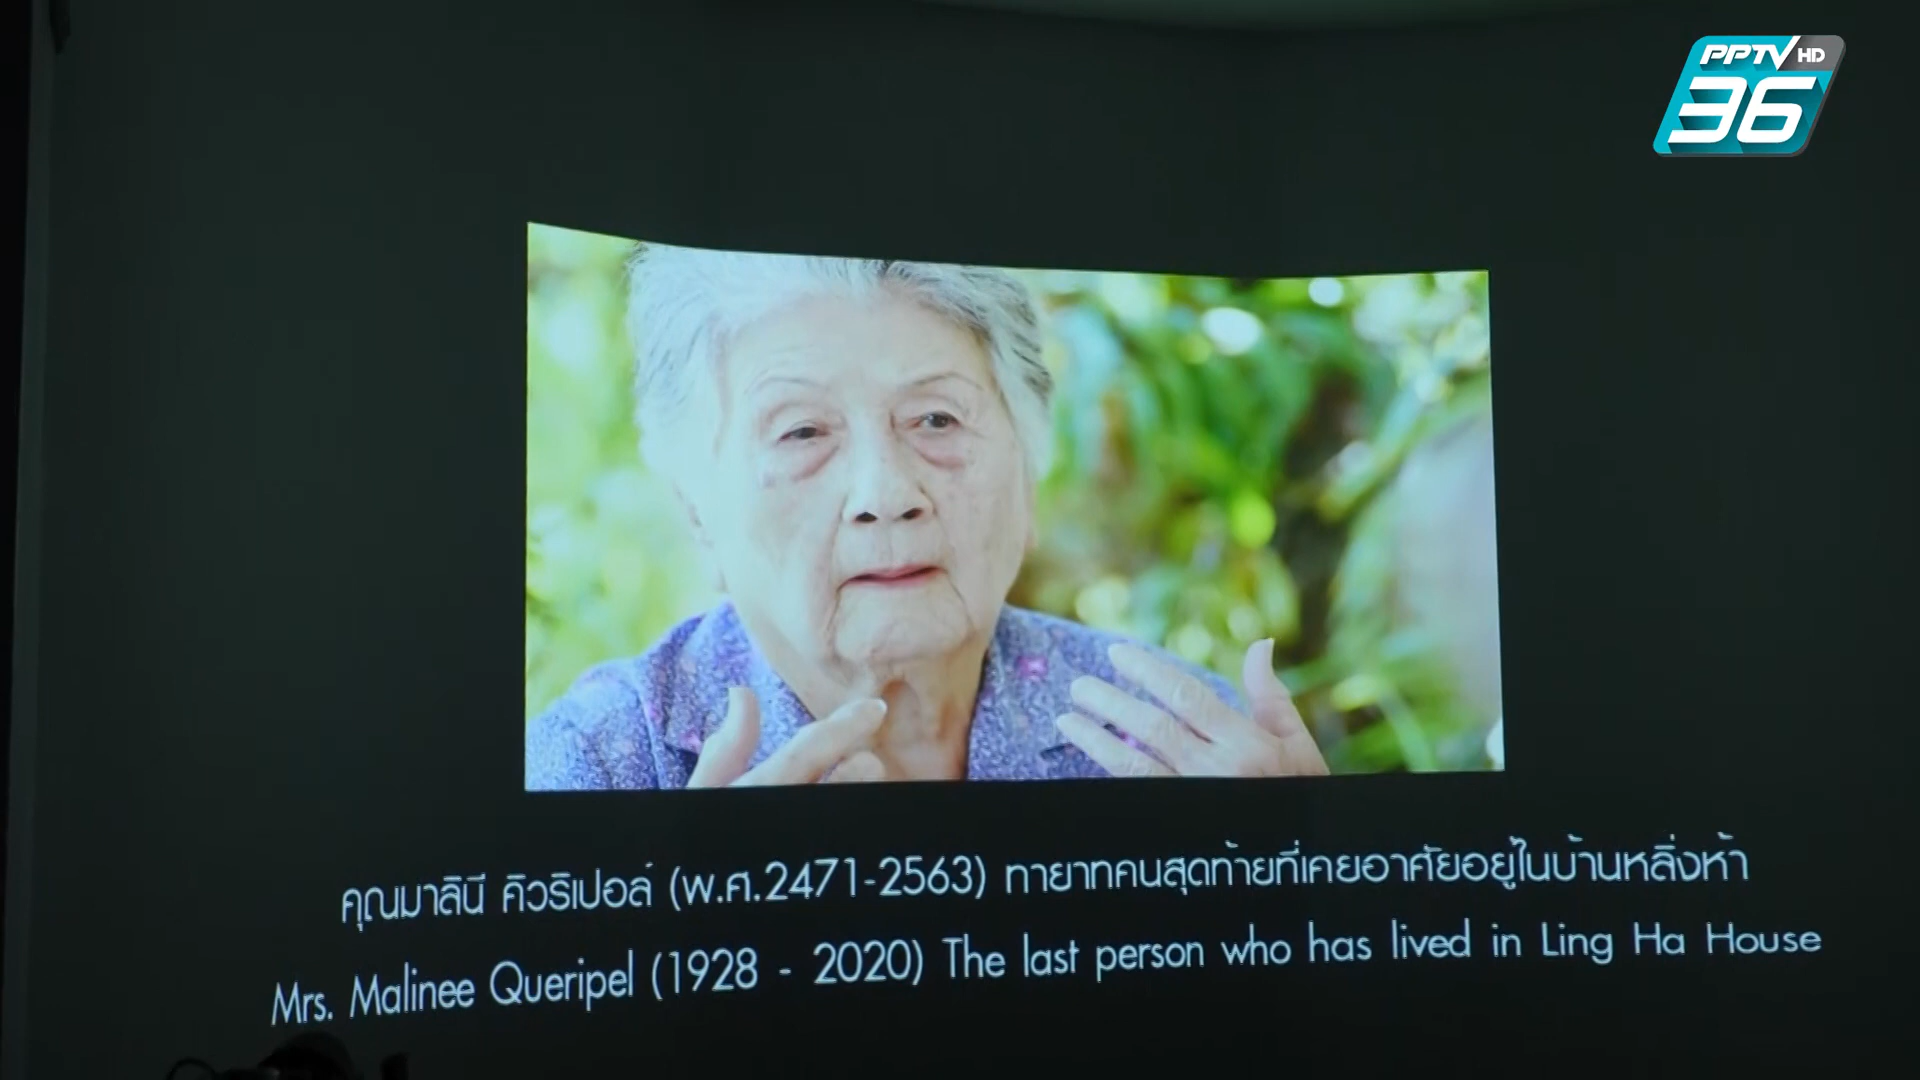 PPTV HD
36
คุณมาลินี คิวริเปอล์ (พ.ศ.2471-2563) ทายาทคนสุดท้ายที่เคยอาศัยอยู่ในบ้านหลิ่งห้า
Mrs. Malinee Queripel (1928 - 2020) The last person who has lived in Ling Ha House